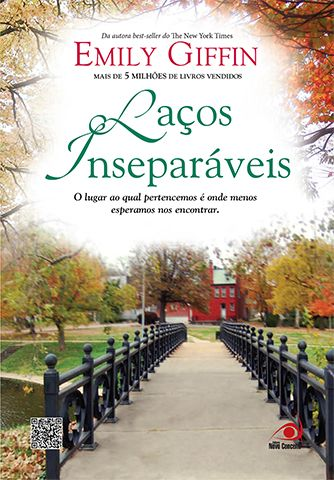 Da autora best-seller do The New York Times
EMILY GIFFIN
MAIS DE 5 MILHÕES DE LIVROS VENDIDOS
Laços
Inseparáveis
O lugar ao qual pertencemos é onde menos
esperamos nos encontrar.
Novo Conceito